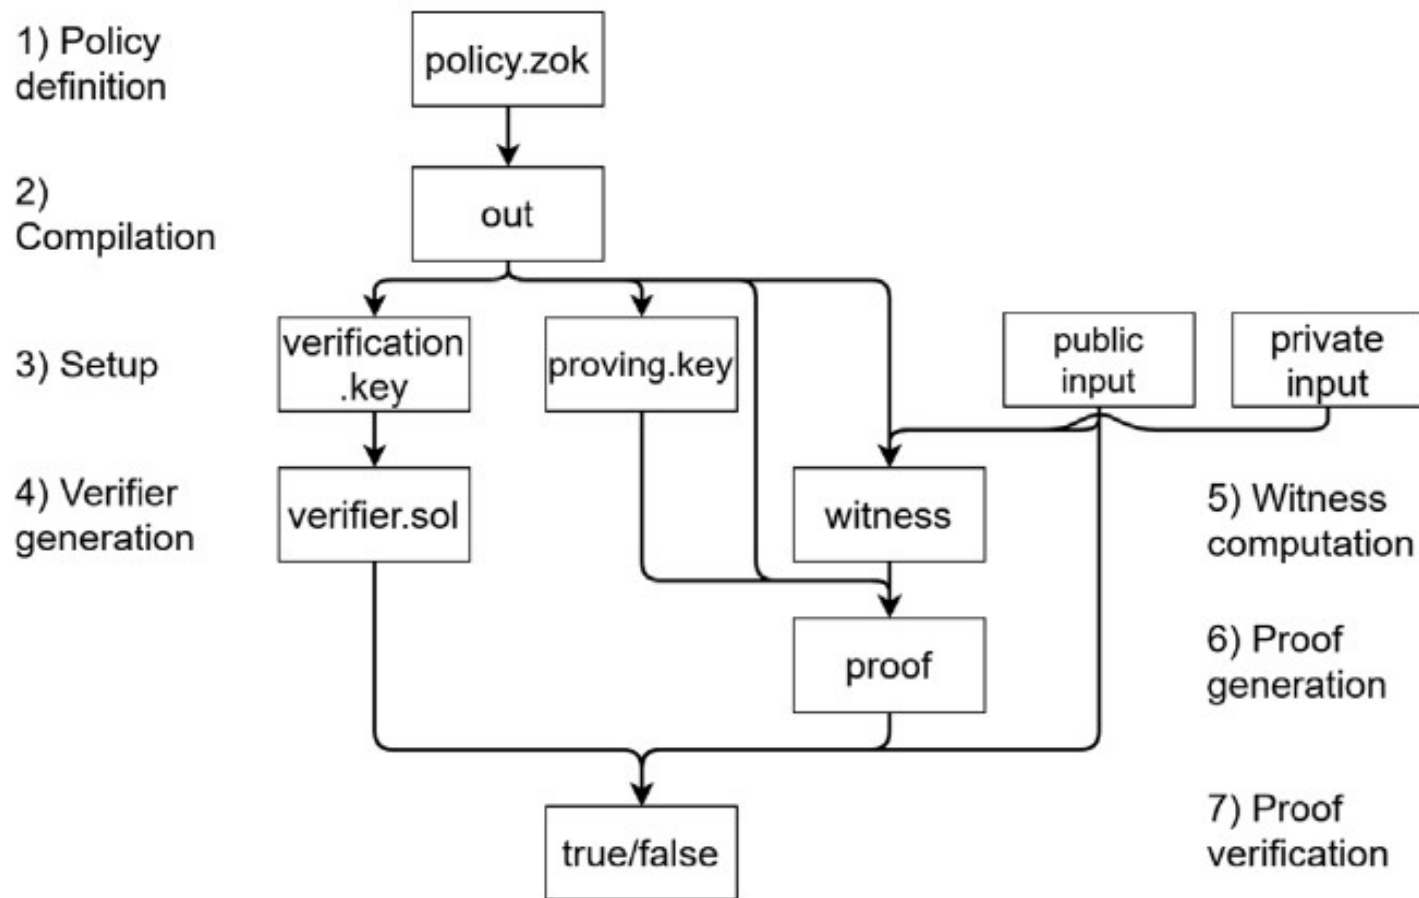 1) Policy
definition
policy.zok
2)
Compilation
out
3) Setup
verification
.key
proving.key
public
input
private
input
4) Verifier
generation
verifier.sol
witness
5) Witness
computation
proof
6) Proof
generation
true/false
7) Proof
verification